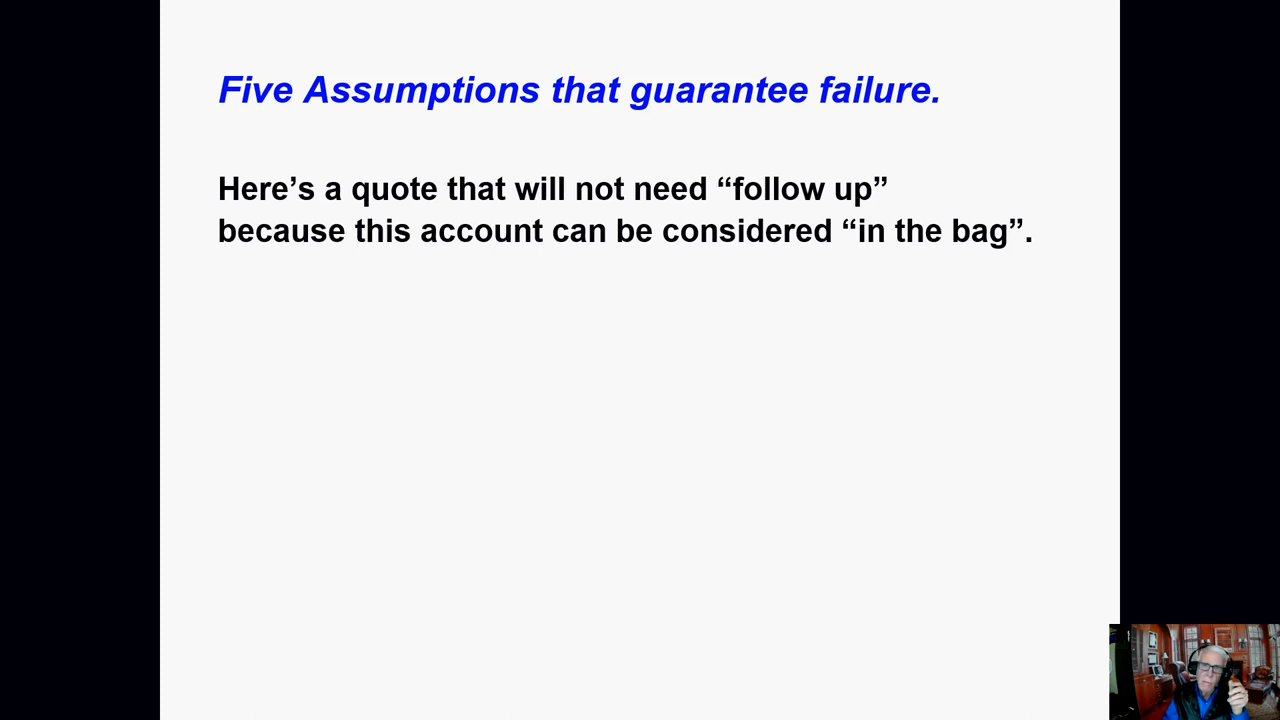 Five Assumptions that guarantee failure.
Here’s a quote that will not need “follow up”
because this account can be considered “in the bag”.